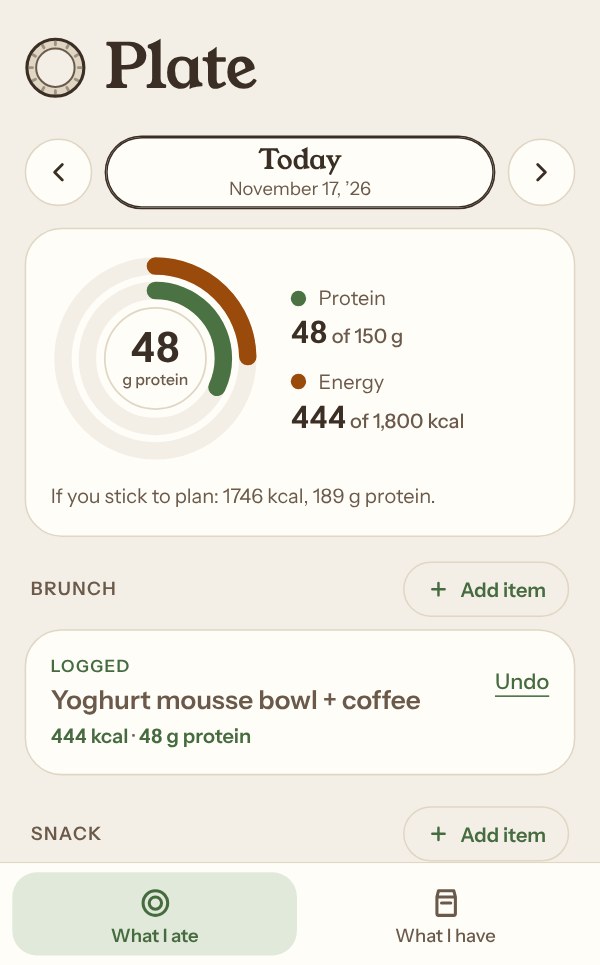 Plate
Today
November 17, ’26
48
g protein
Protein
48 of 150 g
Energy
444 of 1,800 kcal
If you stick to plan: 1746 kcal, 189 g protein.
BRUNCH
+ Add item
LOGGED
Yoghurt mousse bowl + coffee
Undo
444 kcal · 48 g protein
SNACK
+ Add item
What I ate
What I have